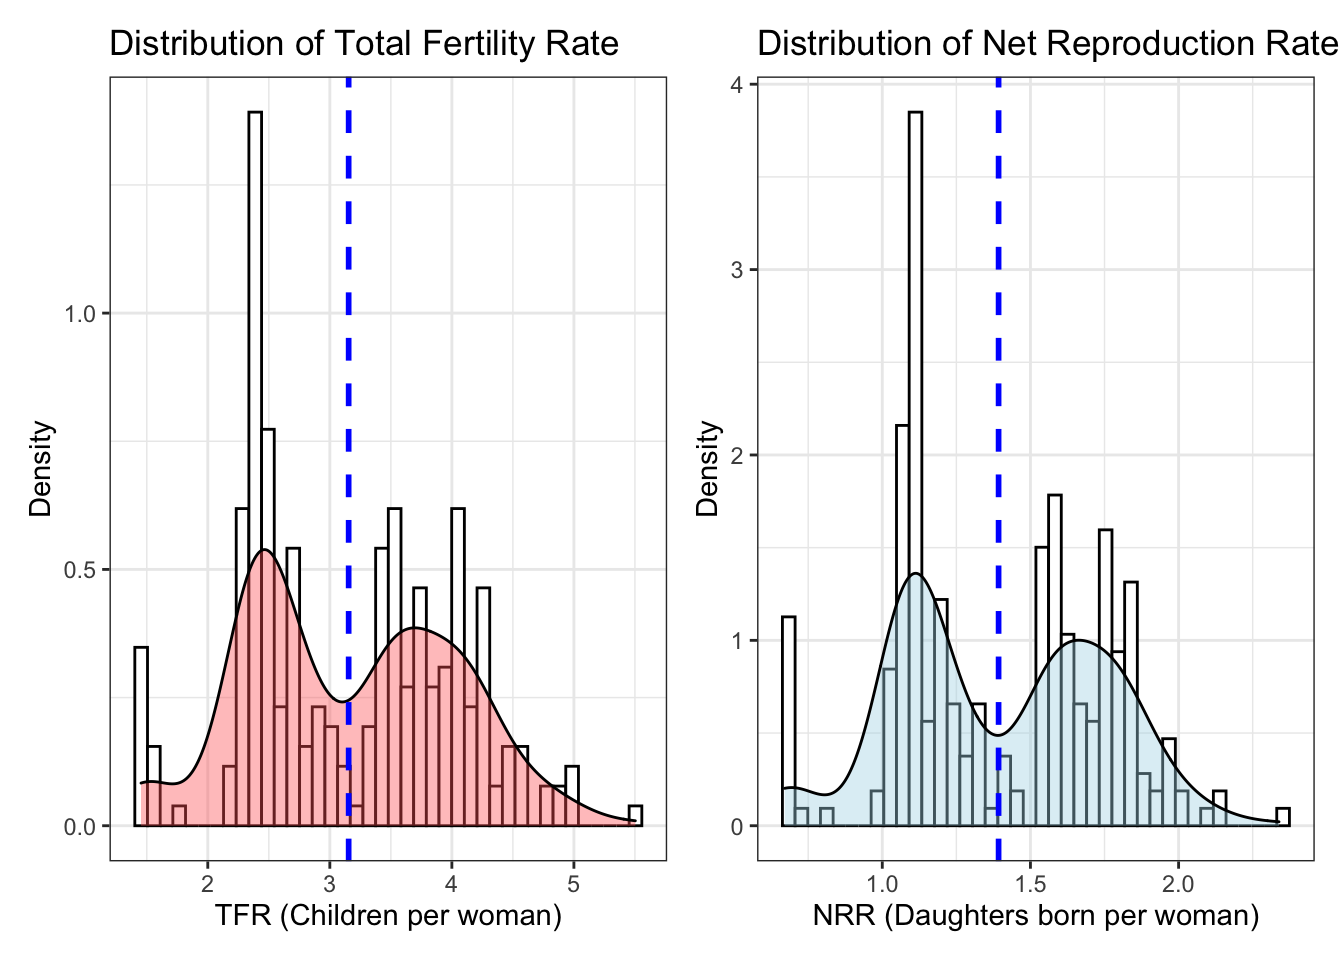 Distribution of Total Fertility Rate
Density
1.0
0.5
0.0
2 3 4 5
TFR (Children per woman)
Distribution of Net Reproduction Rate
Density
4
3
2
1
0
1.0 1.5 2.0
NRR (Daughters born per woman)